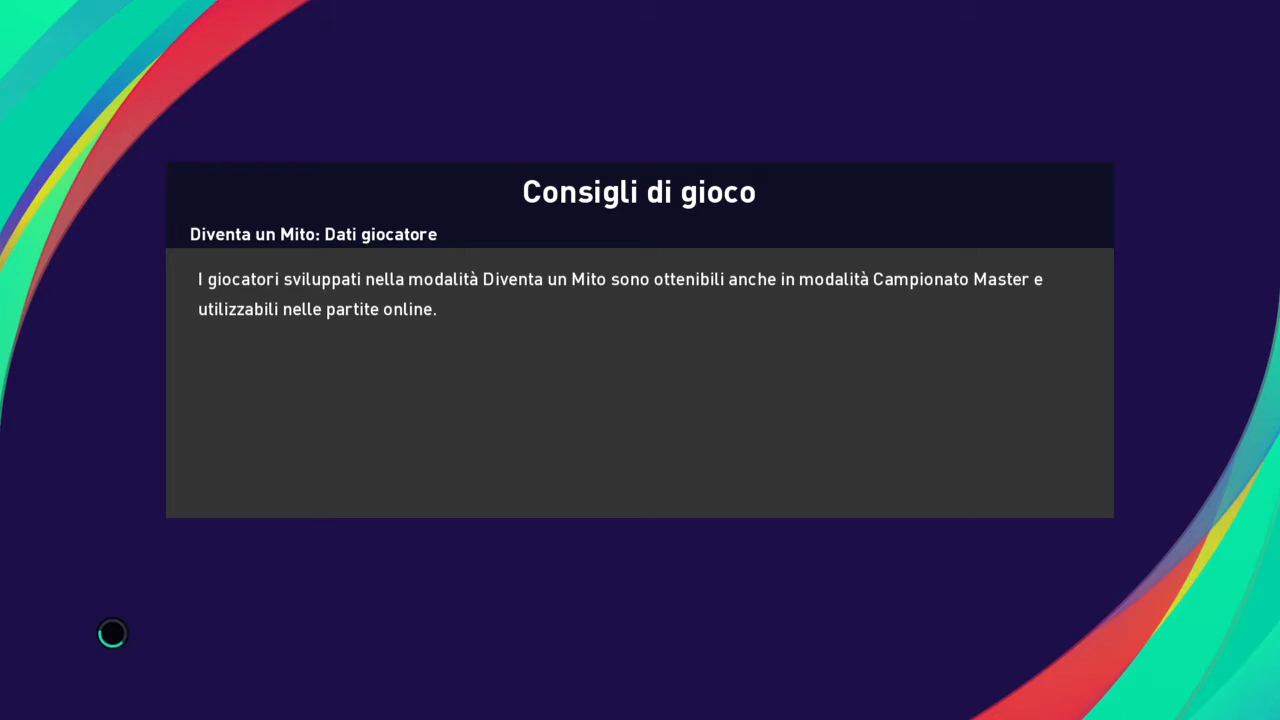 Consigli di gioco
Diventa un Mito: Dati giocatore
I giocatori sviluppati nella modalità Diventa un Mito sono ottenibili anche in modalità Campionato Master e
utilizzabili nelle partite online.